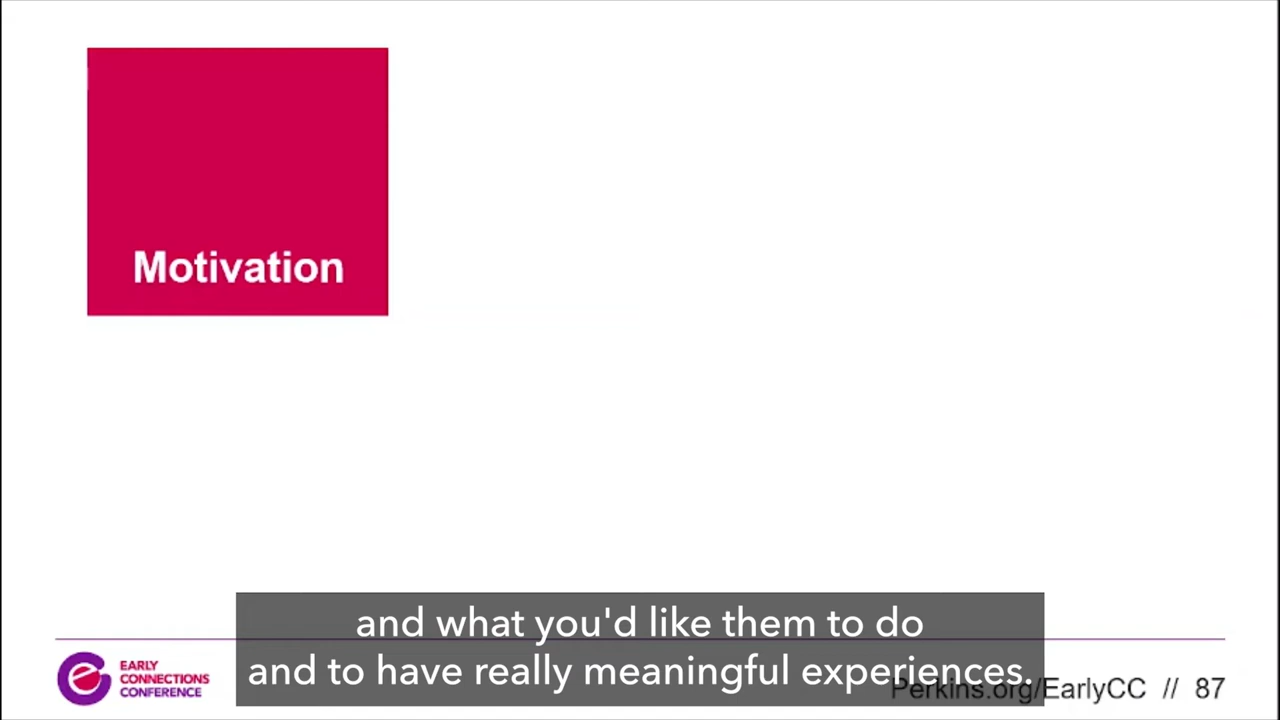 Motivation
and what you'd like them to do
and to have really meaningful experiences.
EARLY
CONNECTIONS
CONFERENCE
Perkins.org/EarlyCC // 87